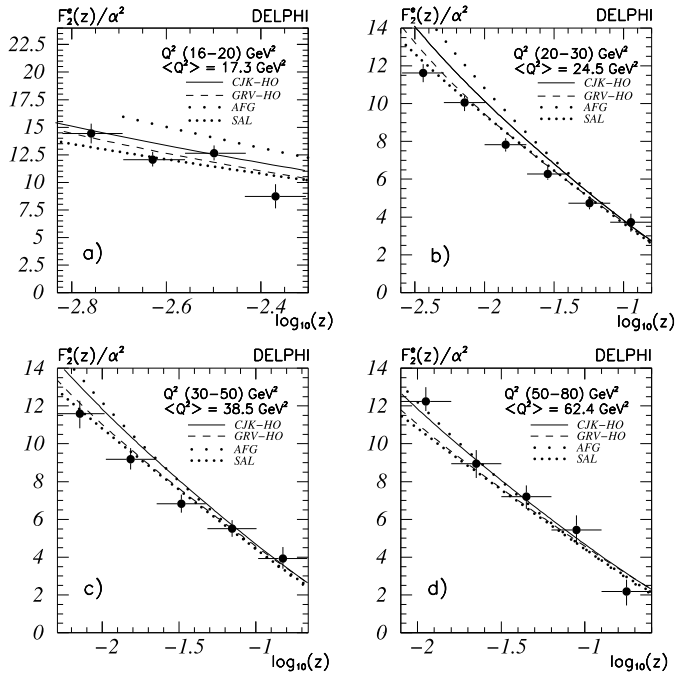 F₂ᵉ(z)/α² DELPHI
Q² (16–20) GeV²
<Q²> = 17.3 GeV²
CJK–HO
GRV–HO
AFG
SAL
22.5
20
17.5
15
12.5
10
7.5
5
2.5
0
a)
−2.8 −2.6 −2.4
log₁₀(z)
F₂ᵉ(z)/α² DELPHI
Q² (20–30) GeV²
<Q²> = 24.5 GeV²
CJK–HO
GRV–HO
AFG
SAL
14
12
10
8
6
4
2
0
b)
−2.5 −2 −1.5 −1
log₁₀(z)
F₂ᵉ(z)/α² DELPHI
Q² (30–50) GeV²
<Q²> = 38.5 GeV²
CJK–HO
GRV–HO
AFG
SAL
14
12
10
8
6
4
2
0
c)
−2 −1.5 −1
log₁₀(z)
F₂ᵉ(z)/α² DELPHI
Q² (50–80) GeV²
<Q²> = 62.4 GeV²
CJK–HO
GRV–HO
AFG
SAL
14
12
10
8
6
4
2
0
d)
−2 −1.5 −1
log₁₀(z)